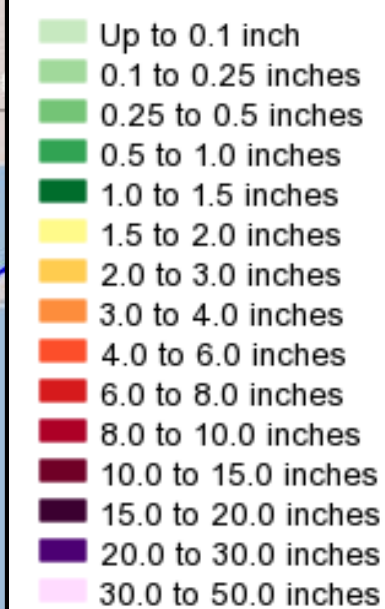 Up to 0.1 inch
0.1 to 0.25 inches
0.25 to 0.5 inches
0.5 to 1.0 inches
1.0 to 1.5 inches
1.5 to 2.0 inches
2.0 to 3.0 inches
3.0 to 4.0 inches
4.0 to 6.0 inches
6.0 to 8.0 inches
8.0 to 10.0 inches
10.0 to 15.0 inches
15.0 to 20.0 inches
20.0 to 30.0 inches
30.0 to 50.0 inches